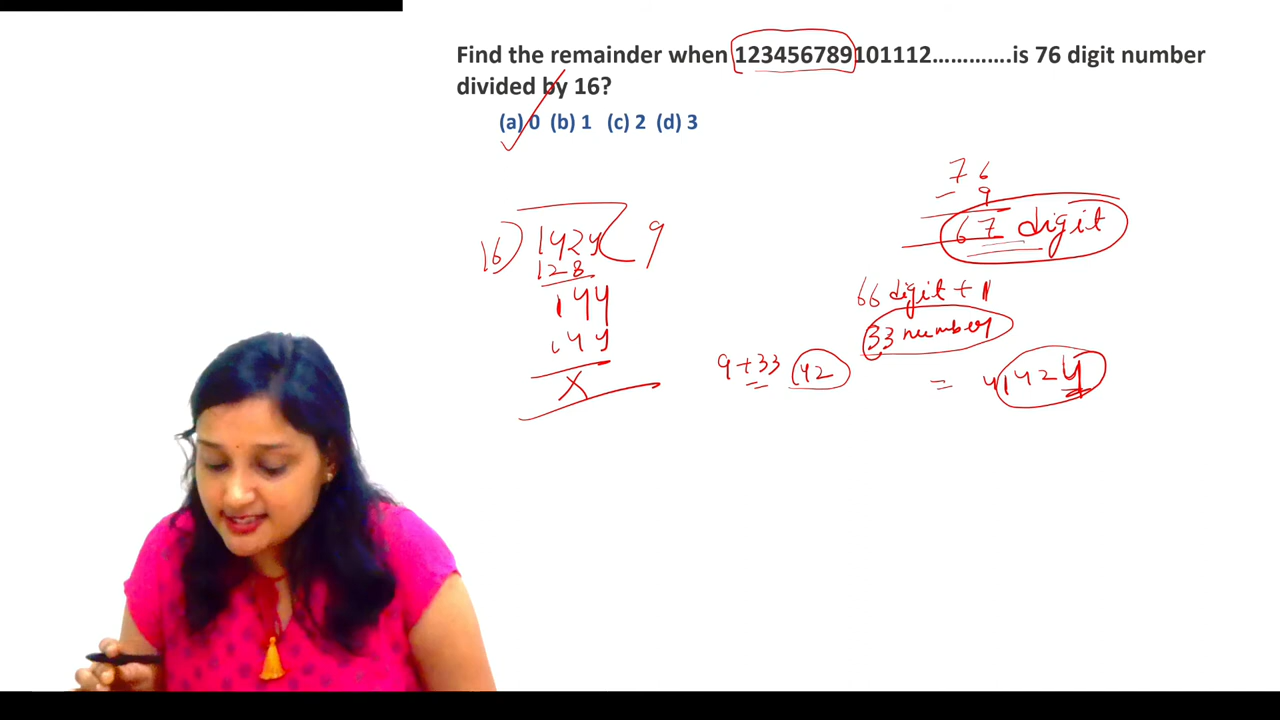 Find the remainder when 123456789101112………….is 76 digit number
divided by 16?
(a) 0 (b) 1 (c) 2 (d) 3
76
- 9
67 digit
16) 1424 ( 9
128
144
144
X
66 digit + 1
33 number
9+33 42
= 41424